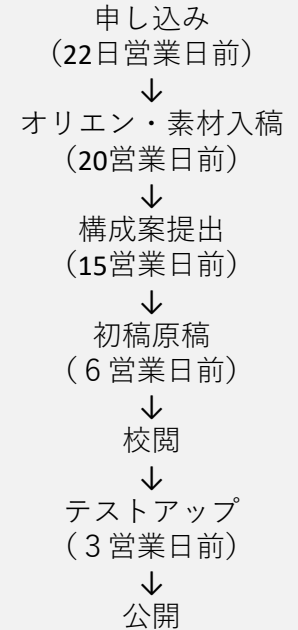 申し込み
（22日営業日前）
↓
オリエン・素材入稿
（20営業日前）
↓
構成案提出
（15営業日前）
↓
初稿原稿
（６営業日前）
↓
校閲
↓
テストアップ
（３営業日前）
↓
公開